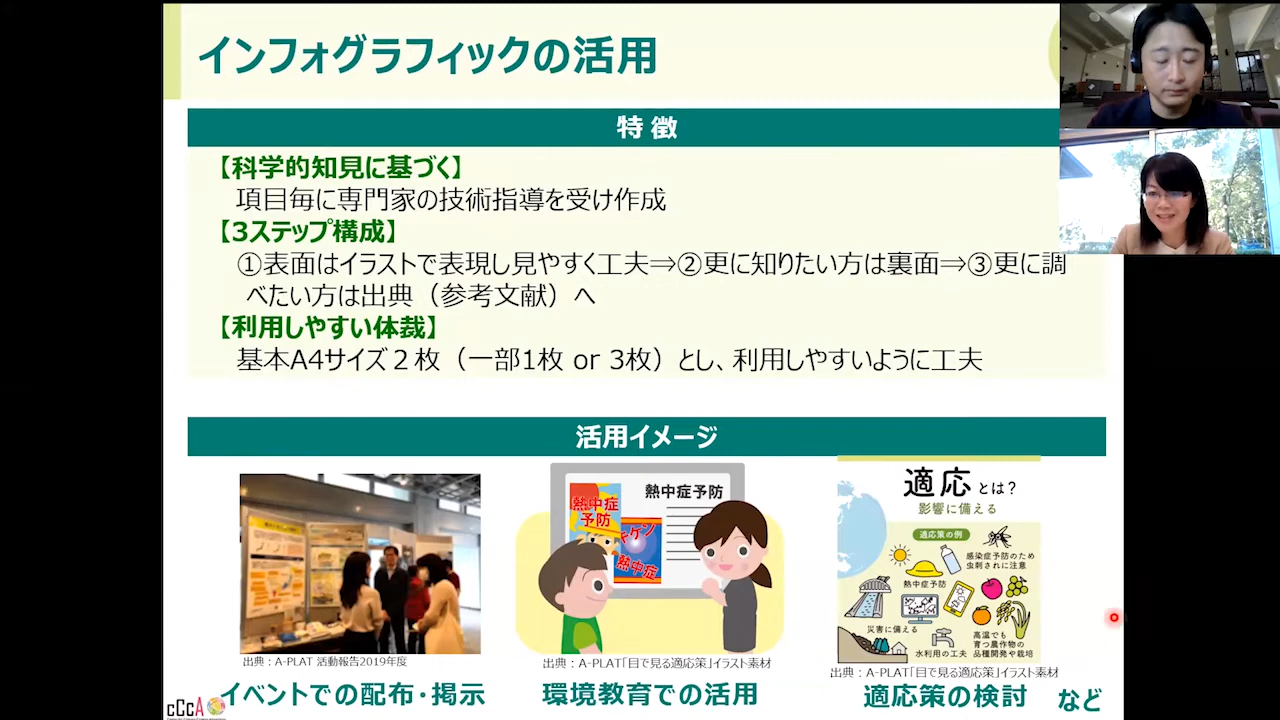 インフォグラフィックの活用
特 徴
【科学的知見に基づく】
項目毎に専門家の技術指導を受け作成
【3ステップ構成】
①表面はイラストで表現し見やすく工夫⇒②更に知りたい方は裏面⇒③更に調
べたい方は出典（参考文献）へ
【利用しやすい体裁】
基本A4サイズ２枚（一部1枚 or 3枚）とし、利用しやすいように工夫
活用イメージ
出典：A-PLAT 活動報告2019年度
イベントでの配布・掲示
熱中症予防
熱中症
予防
熱中症
出典：A-PLAT「目で見る適応策」イラスト素材
環境教育での活用
適応とは？
影響に備える
適応策の例
感染症予防のため
虫刺されに注意
熱中症予防
災害に備える
水利用の工夫
高温でも
育つ農作物の
品種開発や栽培
出典：A-PLAT「目で見る適応策」イラスト素材
適応策の検討
など
cCCA